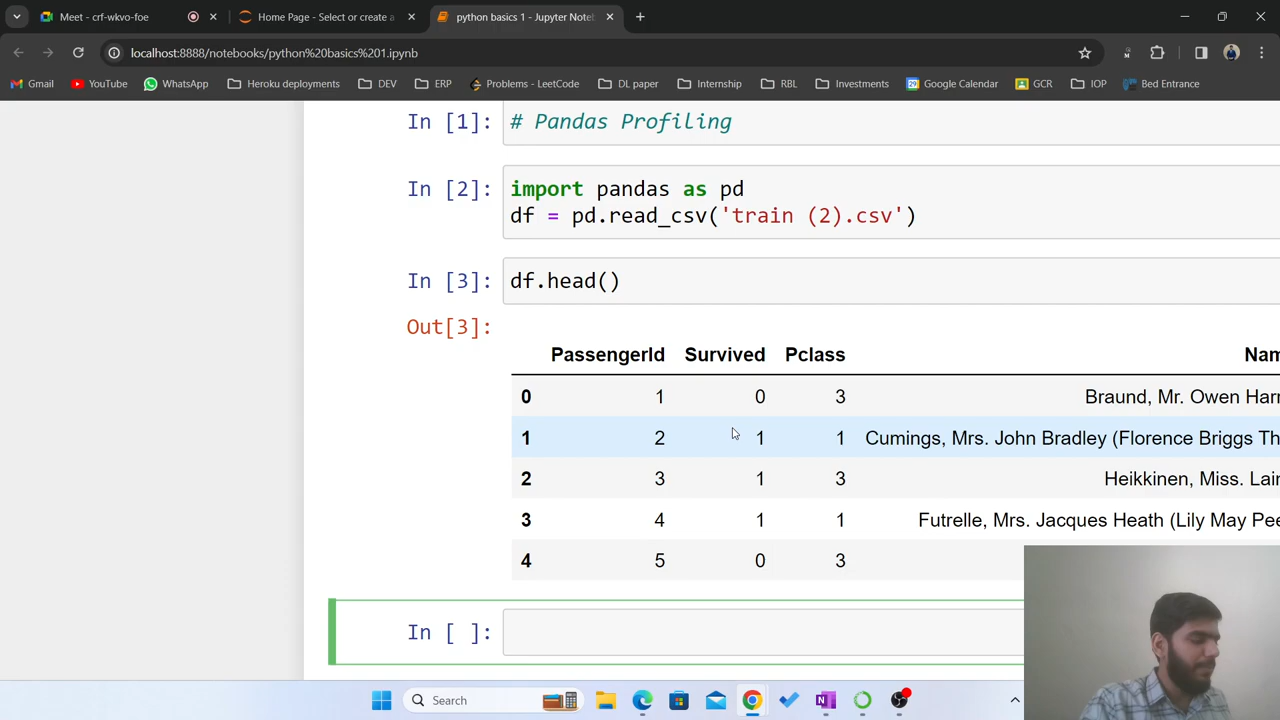 Meet - crf-wkvo-foe
Home Page - Select or create a
python basics 1 - Jupyter Note
localhost:8888/notebooks/python%20basics%201.ipynb
Gmail YouTube WhatsApp Heroku deployments DEV ERP Problems - LeetCode DL paper Internship RBL Investments Google Calendar GCR IOP Bed Entrance
In [1]: # Pandas Profiling
In [2]: import pandas as pd
df = pd.read_csv('train (2).csv')
In [3]: df.head()
Out[3]:
PassengerId Survived Pclass Nam
0 1 0 3 Braund, Mr. Owen Harr
1 2 1 1 Cumings, Mrs. John Bradley (Florence Briggs Th
2 3 1 3 Heikkinen, Miss. Lain
3 4 1 1 Futrelle, Mrs. Jacques Heath (Lily May Pee
4 5 0 3
In [ ]:
Search